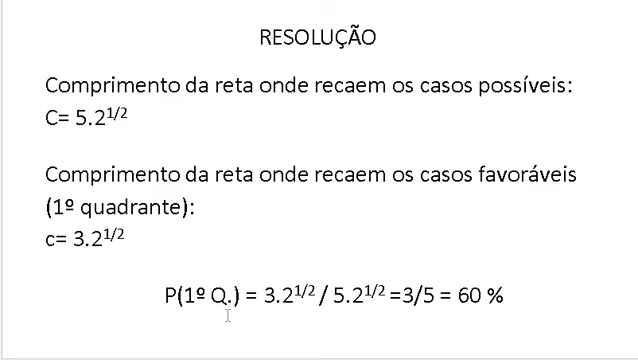 RESOLUÇÃO
Comprimento da reta onde recaem os casos possíveis:
C= 5.2^1/2
Comprimento da reta onde recaem os casos favoráveis
(1º quadrante):
c= 3.2^1/2
P(1º Q.) = 3.2^1/2 / 5.2^1/2 =3/5 = 60 %